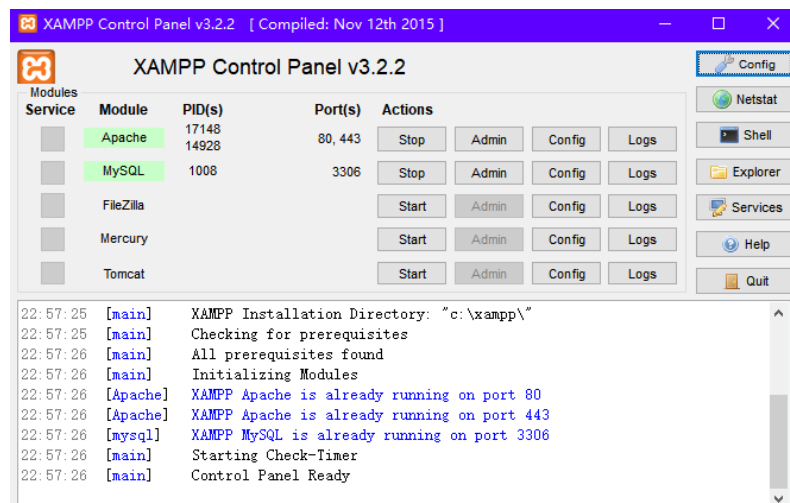 XAMPP Control Panel v3.2.2 [ Compiled: Nov 12th 2015 ]
XAMPP Control Panel v3.2.2
Config
Modules
Service Module PID(s) Port(s) Actions
Netstat
Apache 17148 14928 80, 443 Stop Admin Config Logs
Shell
MySQL 1008 3306 Stop Admin Config Logs
Explorer
FileZilla Start Admin Config Logs
Services
Mercury Start Admin Config Logs
Help
Tomcat Start Admin Config Logs
Quit
22:57:25 [main] XAMPP Installation Directory: "c:\xampp\"
22:57:25 [main] Checking for prerequisites
22:57:26 [main] All prerequisites found
22:57:26 [main] Initializing Modules
22:57:26 [Apache] XAMPP Apache is already running on port 80
22:57:26 [Apache] XAMPP Apache is already running on port 443
22:57:26 [mysql] XAMPP MySQL is already running on port 3306
22:57:26 [main] Starting Check-Timer
22:57:26 [main] Control Panel Ready